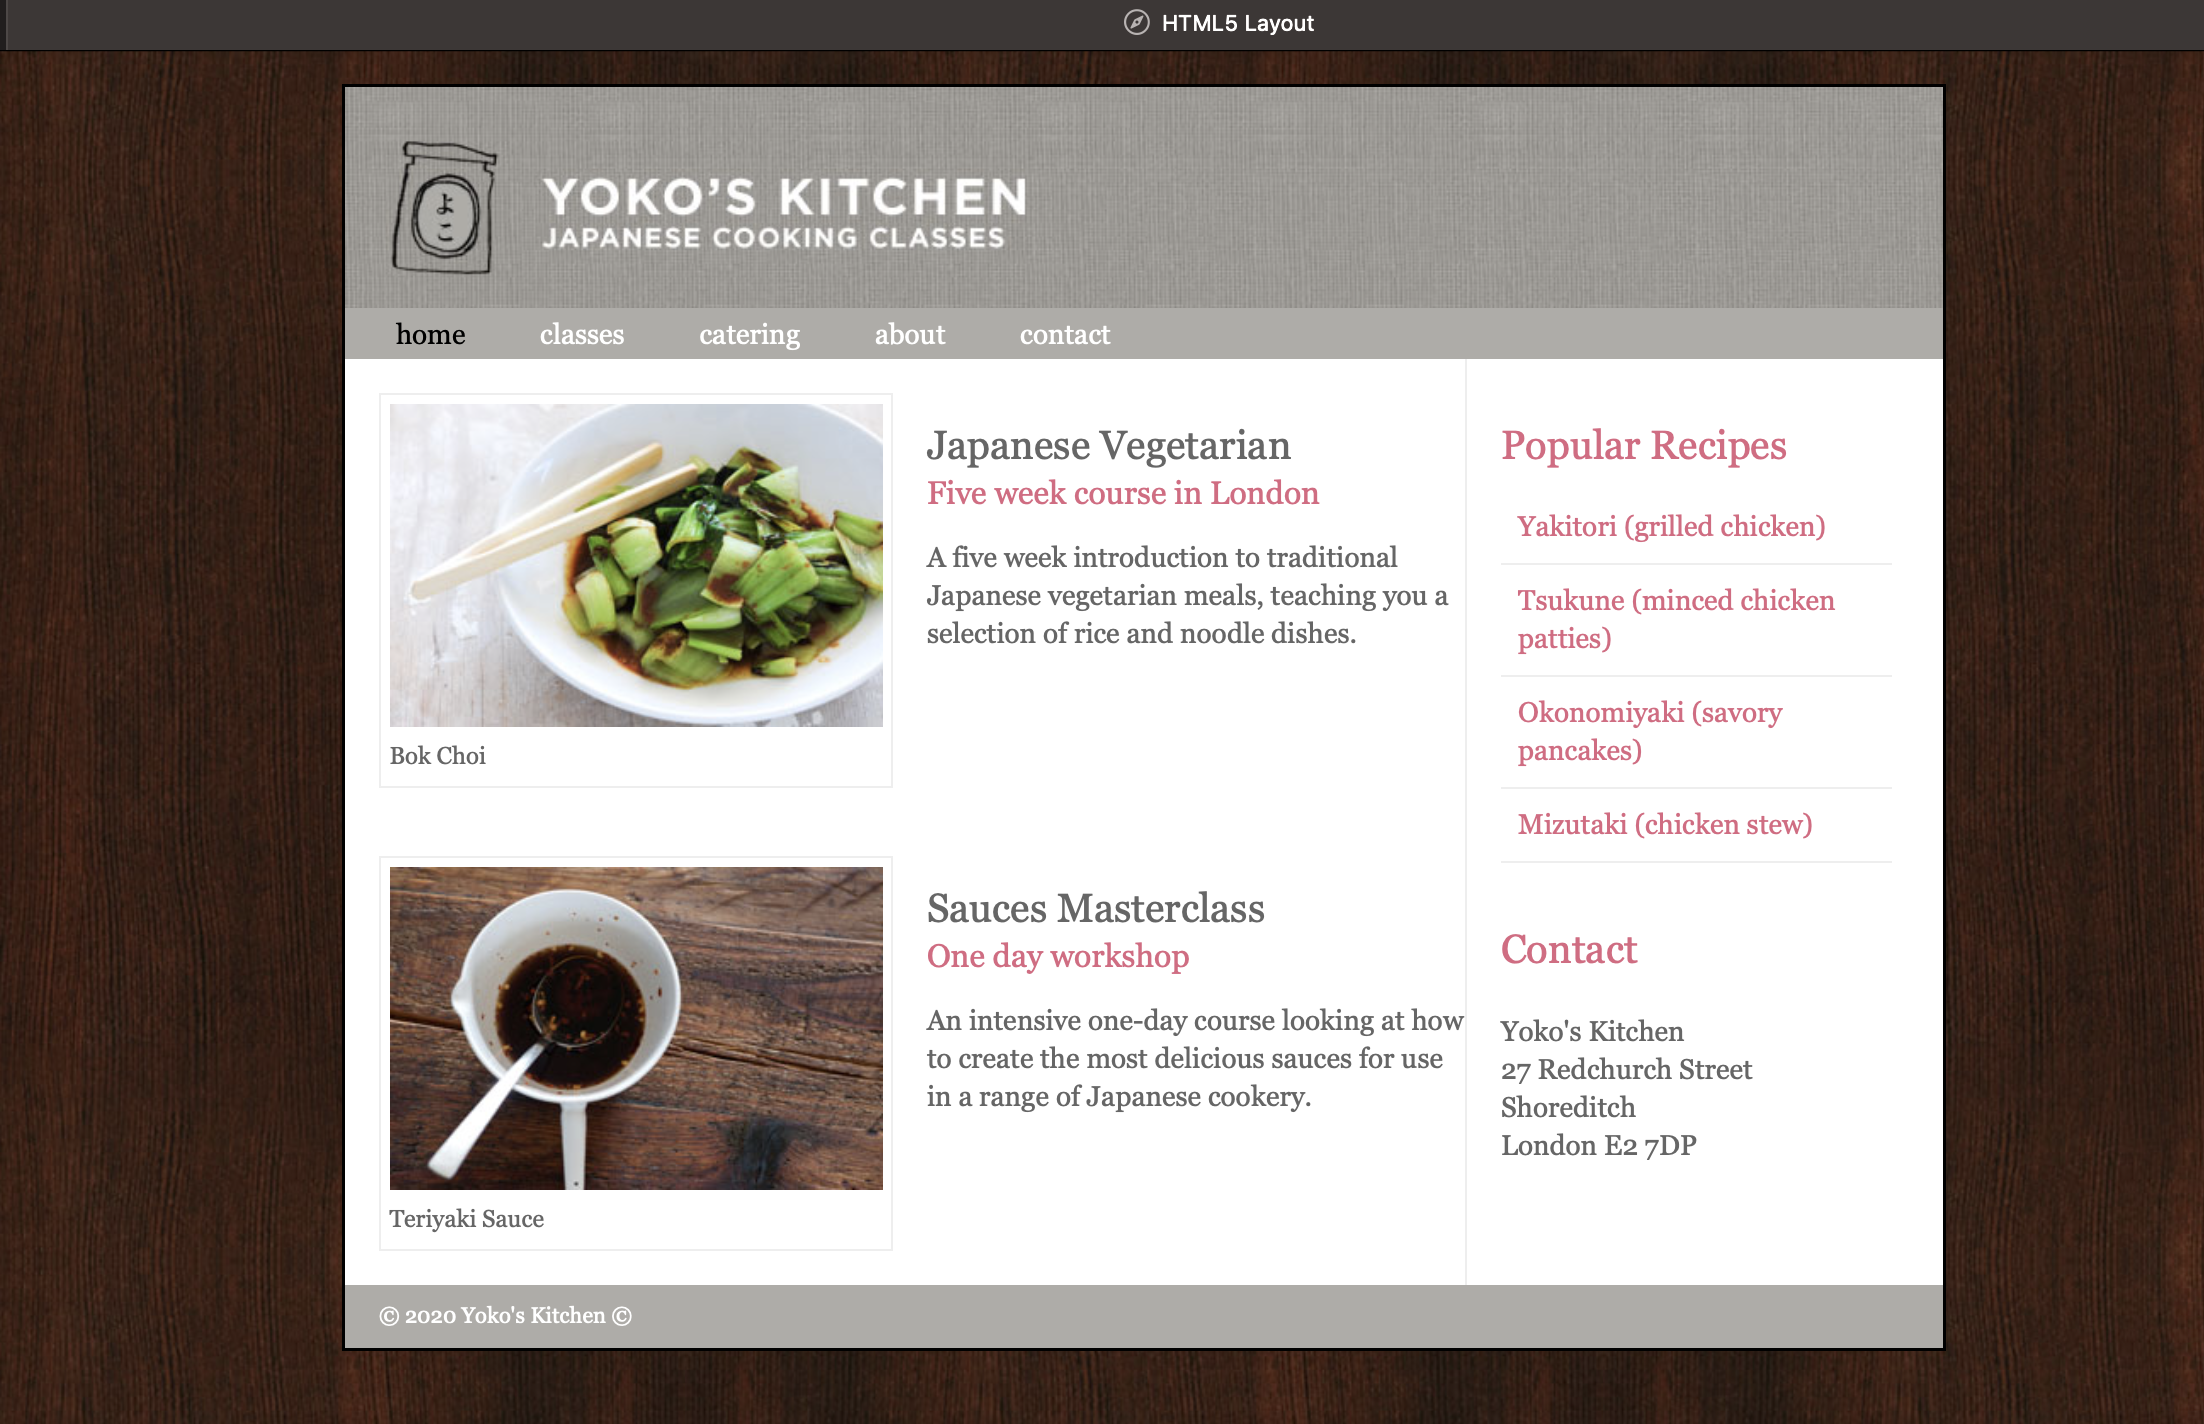 HTML5 Layout
よこ
YOKO'S KITCHEN
JAPANESE COOKING CLASSES
home classes catering about contact
Bok Choi
Japanese Vegetarian
Five week course in London
A five week introduction to traditional
Japanese vegetarian meals, teaching you a
selection of rice and noodle dishes.
Teriyaki Sauce
Sauces Masterclass
One day workshop
An intensive one-day course looking at how
to create the most delicious sauces for use
in a range of Japanese cookery.
Popular Recipes
Yakitori (grilled chicken)
Tsukune (minced chicken
patties)
Okonomiyaki (savory
pancakes)
Mizutaki (chicken stew)
Contact
Yoko's Kitchen
27 Redchurch Street
Shoreditch
London E2 7DP
© 2020 Yoko's Kitchen ©